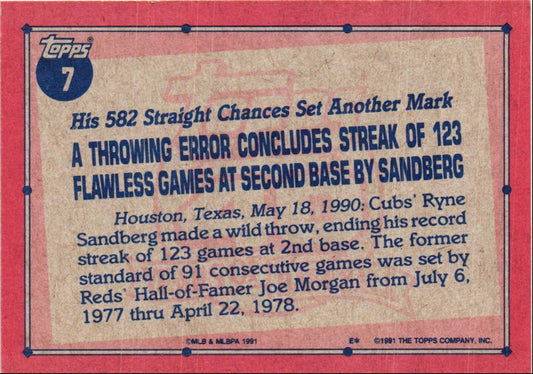 Topps®
7
His 582 Straight Chances Set Another Mark
A THROWING ERROR CONCLUDES STREAK OF 123
FLAWLESS GAMES AT SECOND BASE BY SANDBERG
Houston, Texas, May 18, 1990: Cubs' Ryne
Sandberg made a wild throw, ending his record
streak of 123 games at 2nd base. The former
standard of 91 consecutive games was set by
Reds' Hall-of-Famer Joe Morgan from July 6,
1977 thru April 22, 1978.
©MLB & MLBPA 1991 E* ©1991 THE TOPPS COMPANY, INC.